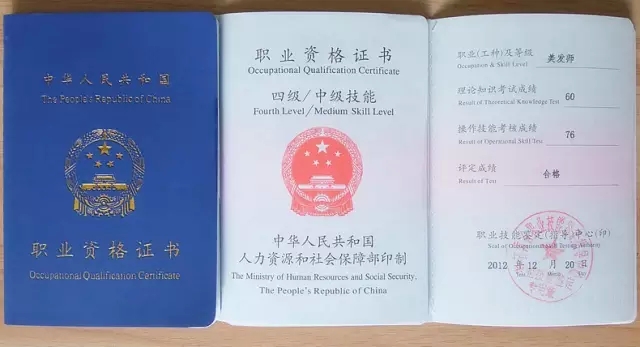 中华人民共和国
The People's Republic of China
职业资格证书
Occupational Qualification Certificate
职业资格证书
Occupational Qualification Certificate
四级/中级技能
Fourth Level/Medium Skill Level
中华人民共和国
人力资源和社会保障部印制
The Ministry of Human Resources and Social Security,
The People's Republic of China
职业(工种)及等级 美发师
Occupation & Skill Level
理论知识考试成绩 60
Result of Theoretical Knowledge Test
操作技能考核成绩 76
Result of Operational Skill Test
评定成绩 合格
Result of Test
职业技能鉴定(指导)中心(印)
Seal of Occupational Skill Testing Authority
2012 年 12 月 20 日